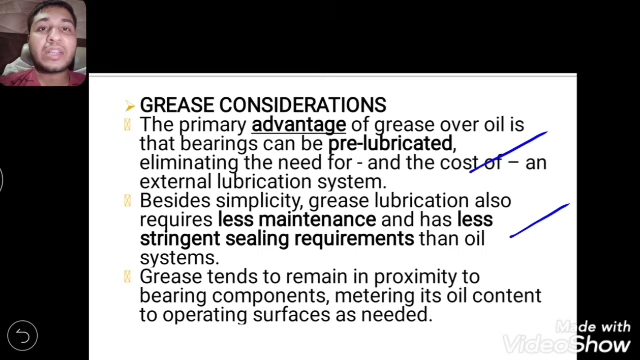 GREASE CONSIDERATIONS
The primary advantage of grease over oil is
that bearings can be pre-lubricated,
eliminating the need for - and the cost of – an
external lubrication system.
Besides simplicity, grease lubrication also
requires less maintenance and has less
stringent sealing requirements than oil
systems.
Grease tends to remain in proximity to
bearing components, metering its oil content
to operating surfaces as needed.
Made with
VideoShow